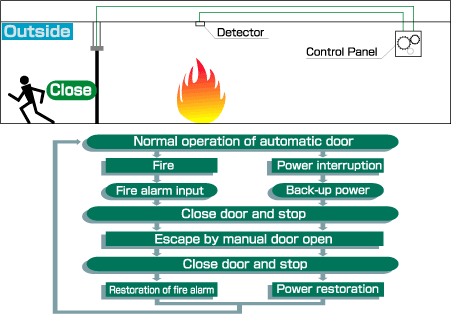 Outside
Detector
Control Panel
Close
Normal operation of automatic door
Fire
Power interruption
Fire alarm input
Back-up power
Close door and stop
Escape by manual door open
Close door and stop
Restoration of fire alarm
Power restoration